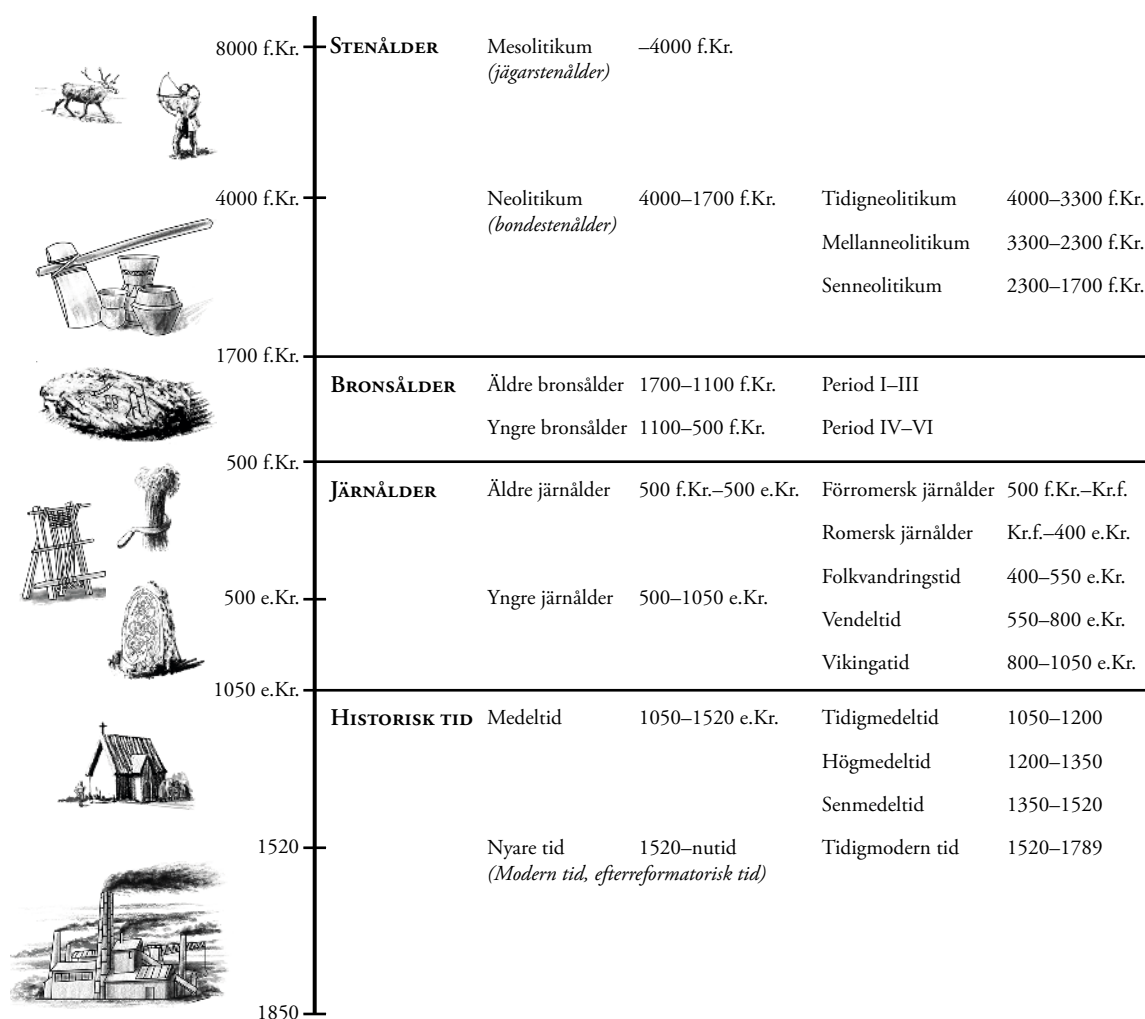 8000 f.Kr. STENÅLDER Mesolitikum –4000 f.Kr.
(jägarstenålder)
4000 f.Kr. Neolitikum 4000–1700 f.Kr. Tidigneolitikum 4000–3300 f.Kr.
(bondestenålder)
Mellanneolitikum 3300–2300 f.Kr.
Senneolitikum 2300–1700 f.Kr.
1700 f.Kr.
BRONSÅLDER Äldre bronsålder 1700–1100 f.Kr. Period I–III
Yngre bronsålder 1100–500 f.Kr. Period IV–VI
500 f.Kr.
JÄRNÅLDER Äldre järnålder 500 f.Kr.–500 e.Kr. Förromersk järnålder 500 f.Kr.–Kr.f.
Romersk järnålder Kr.f.–400 e.Kr.
Folkvandringstid 400–550 e.Kr.
500 e.Kr. Yngre järnålder 500–1050 e.Kr.
Vendeltid 550–800 e.Kr.
Vikingatid 800–1050 e.Kr.
1050 e.Kr.
HISTORISK TID Medeltid 1050–1520 e.Kr. Tidigmedeltid 1050–1200
Högmedeltid 1200–1350
Senmedeltid 1350–1520
1520 Nyare tid 1520–nutid Tidigmodern tid 1520–1789
(Modern tid, efterreformatorisk tid)
1850